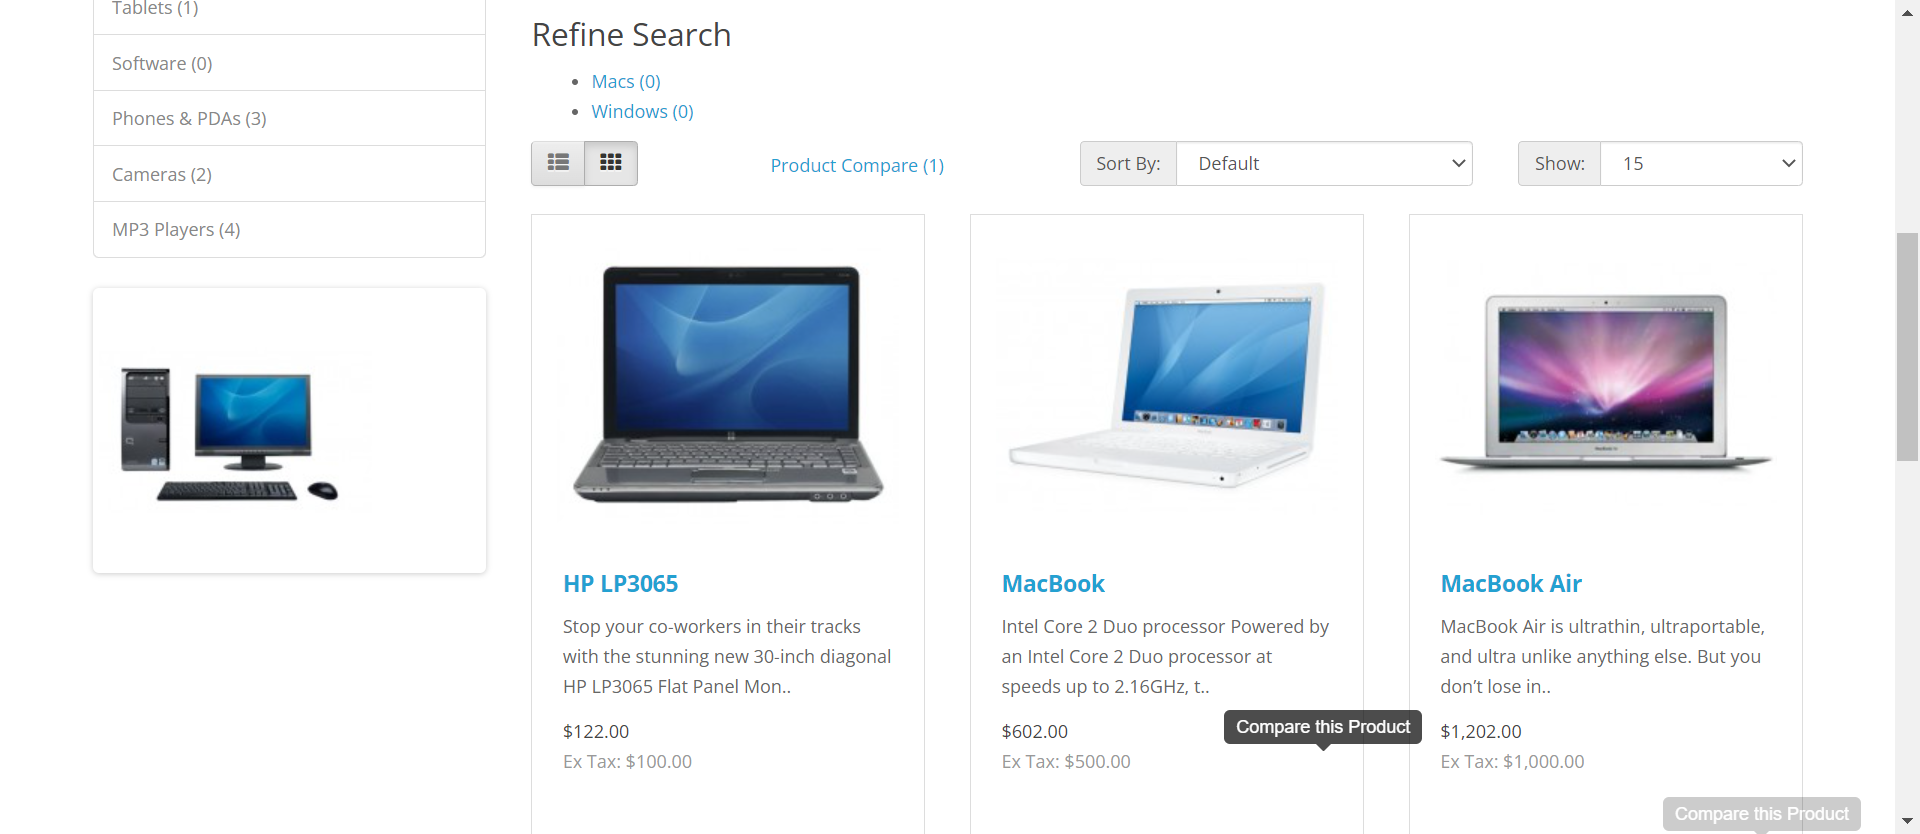 Tablets (1)
Software (0)
Phones & PDAs (3)
Cameras (2)
MP3 Players (4)
Refine Search
Macs (0)
Windows (0)
Product Compare (1)
Sort By:
Default
Show:
15
HP LP3065
Stop your co-workers in their tracks
with the stunning new 30-inch diagonal
HP LP3065 Flat Panel Mon..
$122.00
Ex Tax: $100.00
MacBook
Intel Core 2 Duo processor Powered by
an Intel Core 2 Duo processor at
speeds up to 2.16GHz, t..
$602.00
Ex Tax: $500.00
Compare this Product
MacBook Air
MacBook Air is ultrathin, ultraportable,
and ultra unlike anything else. But you
don’t lose in..
$1,202.00
Ex Tax: $1,000.00
Compare this Product